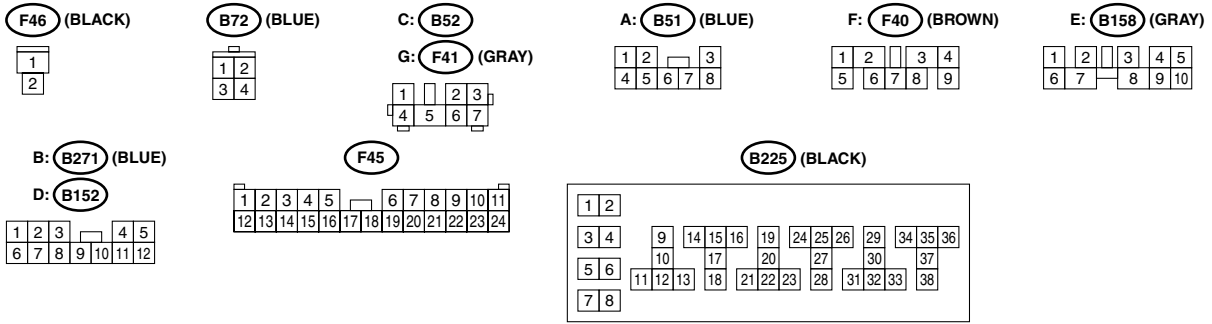 F46 (BLACK)
1
2
B72 (BLUE)
1 2
3 4
C: B52
G: F41 (GRAY)
1 2 3
4 5 6 7
A: B51 (BLUE)
1 2 3
4 5 6 7 8
F: F40 (BROWN)
1 2 3 4
5 6 7 8 9
E: B158 (GRAY)
1 2 3 4 5
6 7 8 9 10
B: B271 (BLUE)
D: B152
1 2 3 4 5
6 7 8 9 10 11 12
F45
1 2 3 4 5 6 7 8 9 10 11
12 13 14 15 16 17 18 19 20 21 22 23 24
B225 (BLACK)
1 2
3 4 9 14 15 16 19 24 25 26 29 34 35 36
10 17 20 27 30 37
5 6 11 12 13 18 21 22 23 28 31 32 33 38
7 8